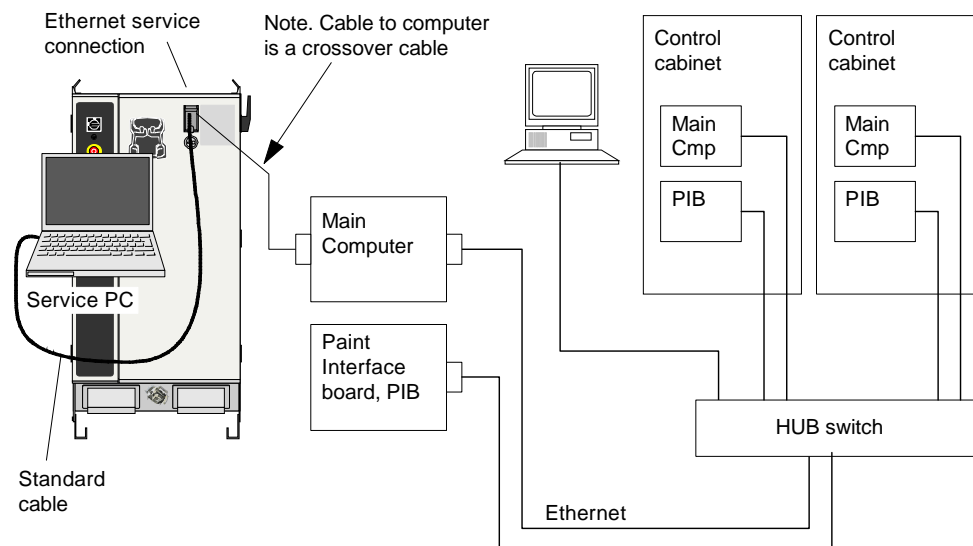 Ethernet service
connection
Note. Cable to computer
is a crossover cable
Control
cabinet
Control
cabinet
Main
Cmp
Main
Cmp
PIB
PIB
Main
Computer
Service PC
Paint
Interface
board, PIB
HUB switch
Standard
cable
Ethernet